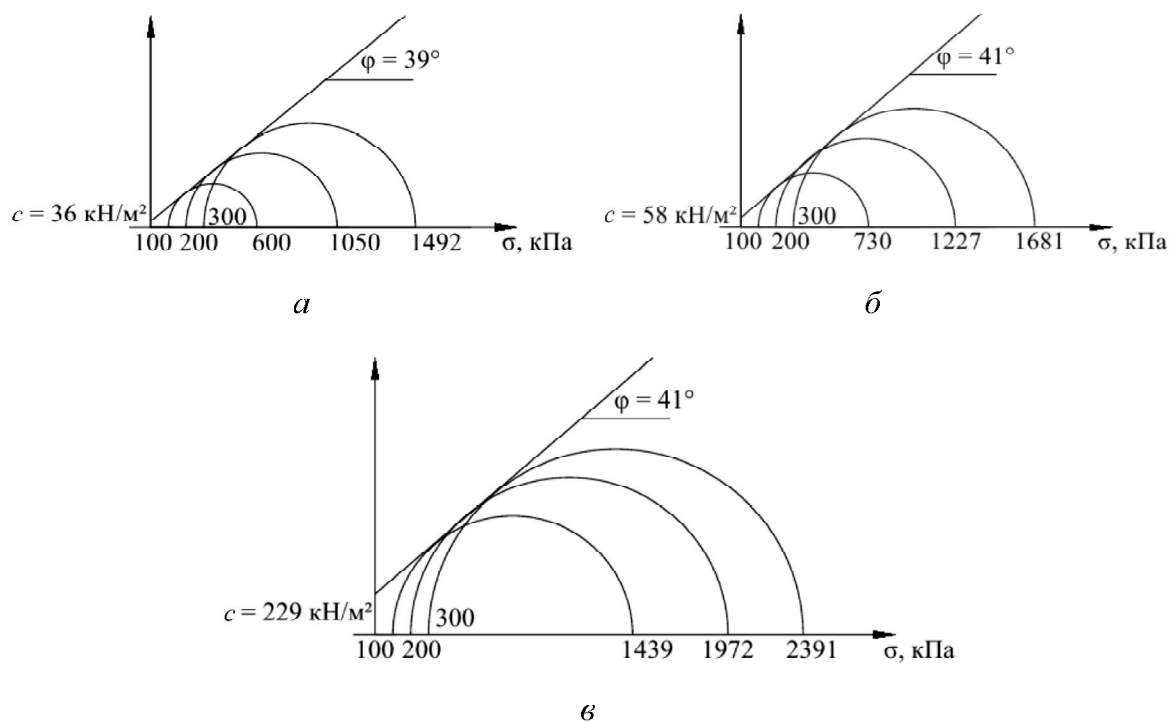 φ = 39°
c = 36 кН/м²
300
100 200 600 1050 1492 σ, кПа
а
φ = 41°
c = 58 кН/м²
300
100 200 730 1227 1681 σ, кПа
б
φ = 41°
c = 229 кН/м²
300
100 200 1439 1972 2391 σ, кПа
в